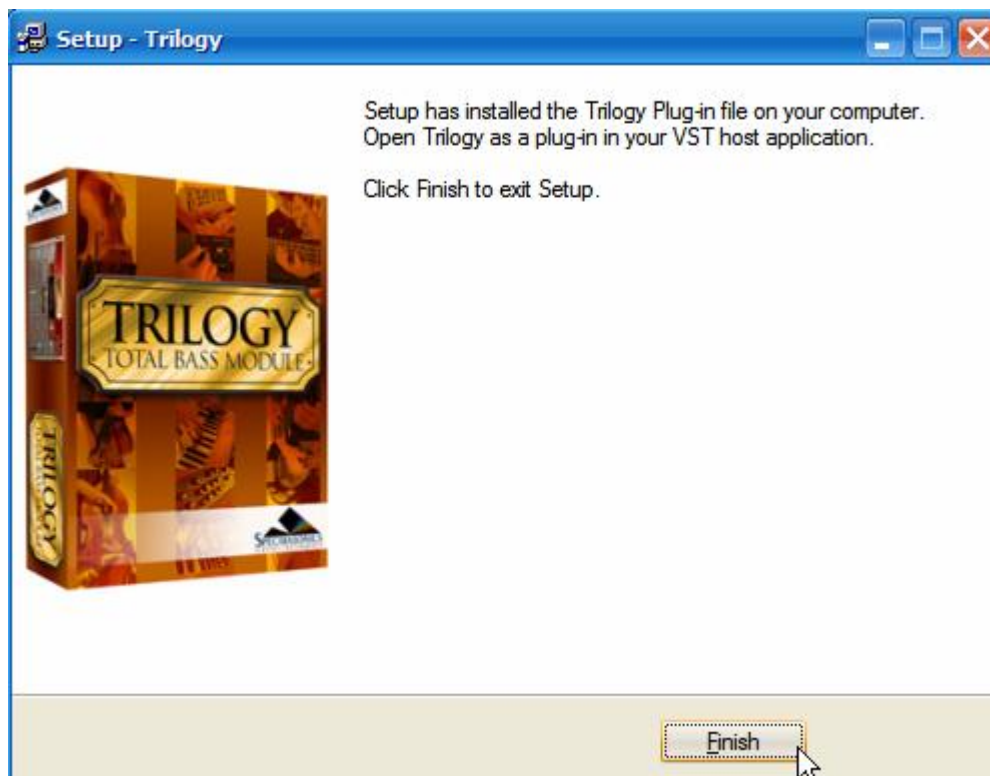 Setup - Trilogy
Setup has installed the Trilogy Plug-in file on your computer.
Open Trilogy as a plug-in in your VST host application.
Click Finish to exit Setup.
TRILOGY
TOTAL BASS MODULE
TRILOGY
SPECTRASONICS
Finish